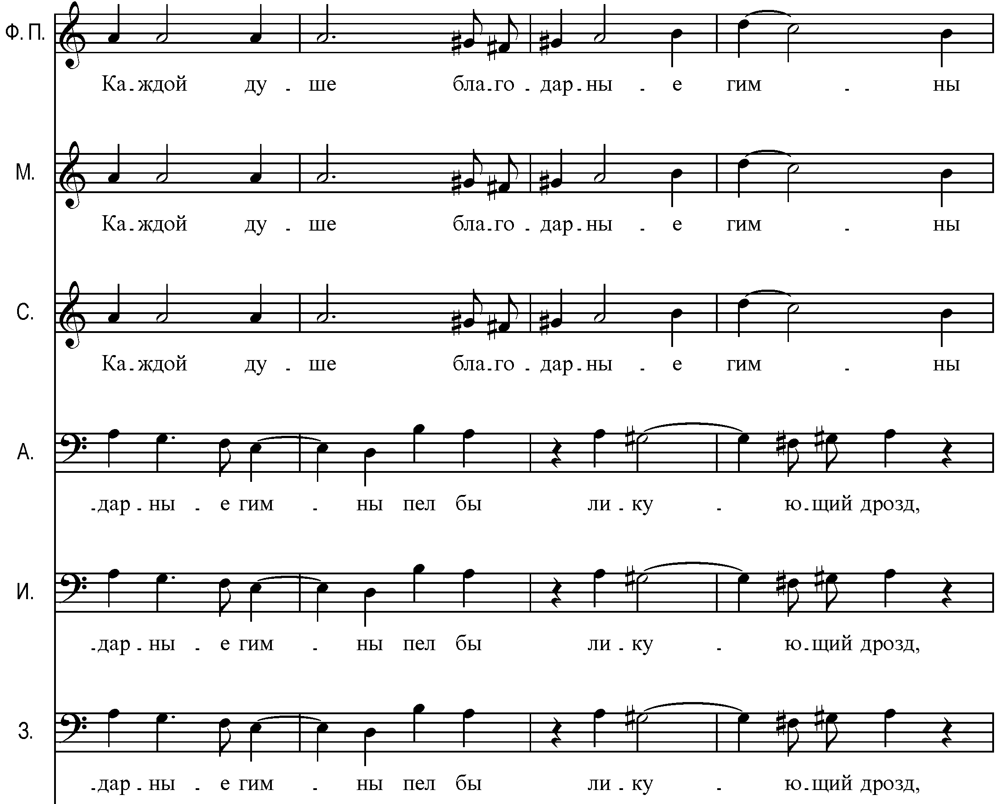 Ф. П.
Ка - ждой ду - ше бла - го - дар - ны - е гим - ны
М.
Ка - ждой ду - ше бла - го - дар - ны - е гим - ны
С.
Ка - ждой ду - ше бла - го - дар - ны - е гим - ны
А.
- дар - ны - е гим - ны пел бы ли - ку - ю - щий дрозд,
И.
- дар - ны - е гим - ны пел бы ли - ку - ю - щий дрозд,
З.
- дар - ны - е гим - ны пел бы ли - ку - ю - щий дрозд,